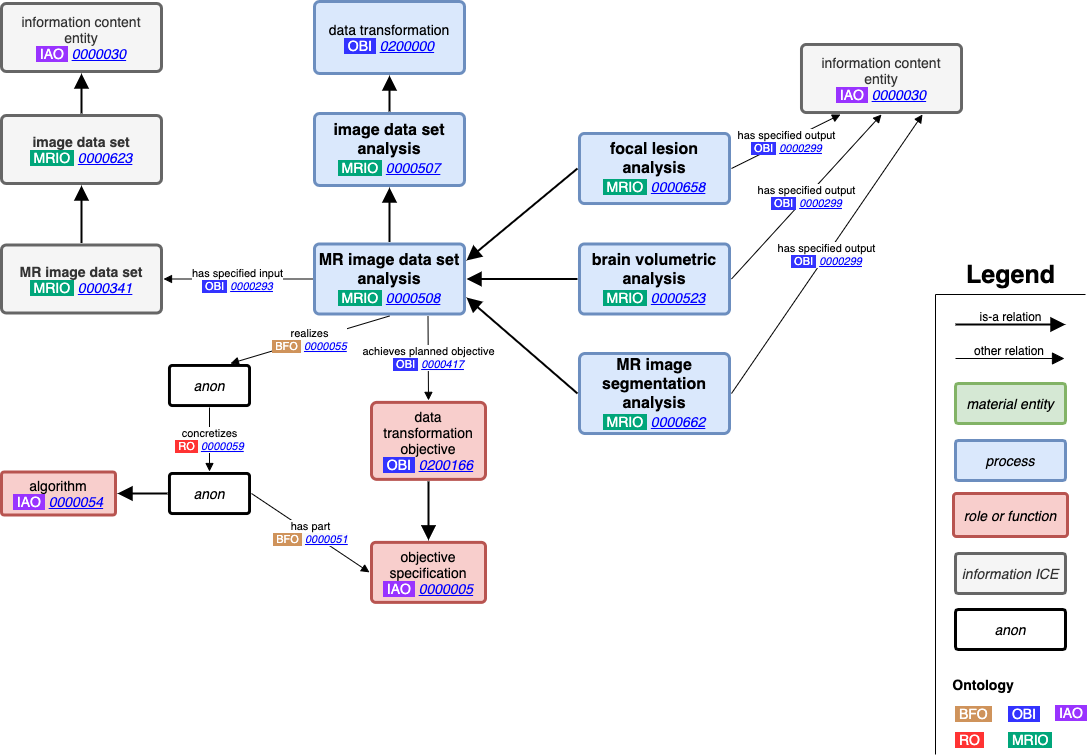 information content
entity
IAO 0000030
image data set
MRIO 0000623
MR image data set
MRIO 0000341
has specified input
OBI 0000293
data transformation
OBI 0200000
image data set
analysis
MRIO 0000507
MR image data set
analysis
MRIO 0000508
realizes
BFO 0000055
anon
concretizes
RO 0000059
anon
algorithm
IAO 0000054
has part
BFO 0000051
achieves planned objective
OBI 0000417
data
transformation
objective
OBI 0200166
objective
specification
IAO 0000005
focal lesion
analysis
MRIO 0000658
brain volumetric
analysis
MRIO 0000523
MR image
segmentation
analysis
MRIO 0000662
has specified output
OBI 0000299
has specified output
OBI 0000299
has specified output
OBI 0000299
information content
entity
IAO 0000030
Legend
is-a relation
other relation
material entity
process
role or function
information ICE
anon
Ontology
BFO OBI IAO
RO MRIO